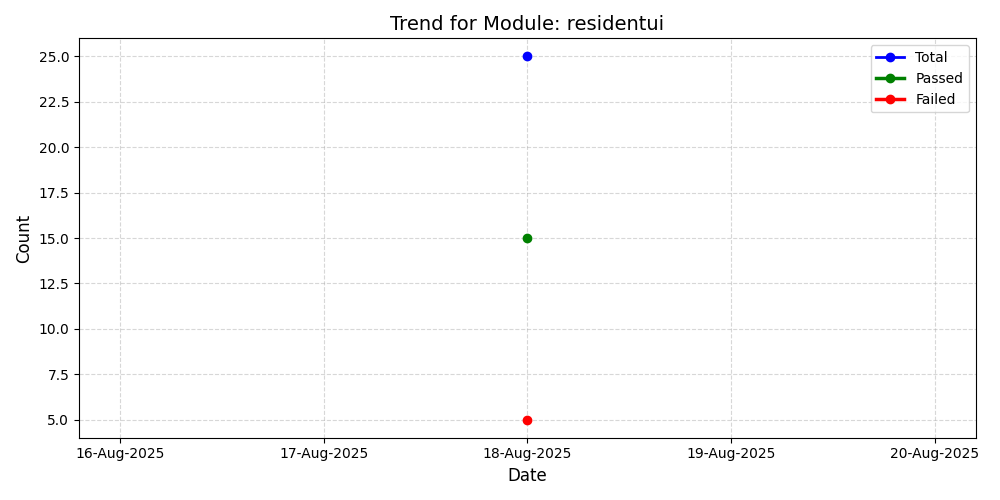 Trend for Module: residentui
Total
Passed
Failed
Count
25.0
22.5
20.0
17.5
15.0
12.5
10.0
7.5
5.0
16-Aug-2025 17-Aug-2025 18-Aug-2025 19-Aug-2025 20-Aug-2025
Date